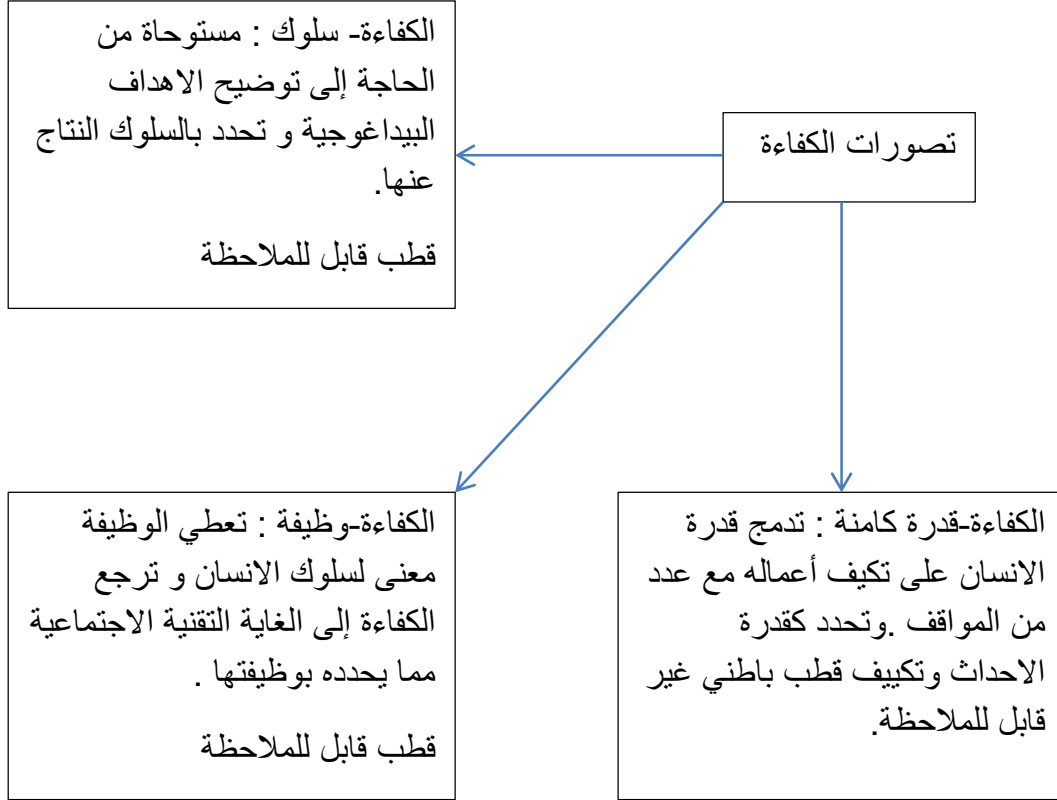 تصورات الكفاءة
الكفاءة- سلوك : مستوحاة من
الحاجة إلى توضيح الاهداف
البيداغوجية و تحدد بالسلوك النتاج
عنها.
قطب قابل للملاحظة
الكفاءة-قدرة كامنة : تدمج قدرة
الانسان على تكيف أعماله مع عدد
من المواقف .وتحدد كقدرة
الاحداث وتكييف قطب باطني غير
قابل للملاحظة.
الكفاءة-وظيفة : تعطي الوظيفة
معنى لسلوك الانسان و ترجع
الكفاءة إلى الغاية التقنية الاجتماعية
مما يحدده بوظيفتها .
قطب قابل للملاحظة